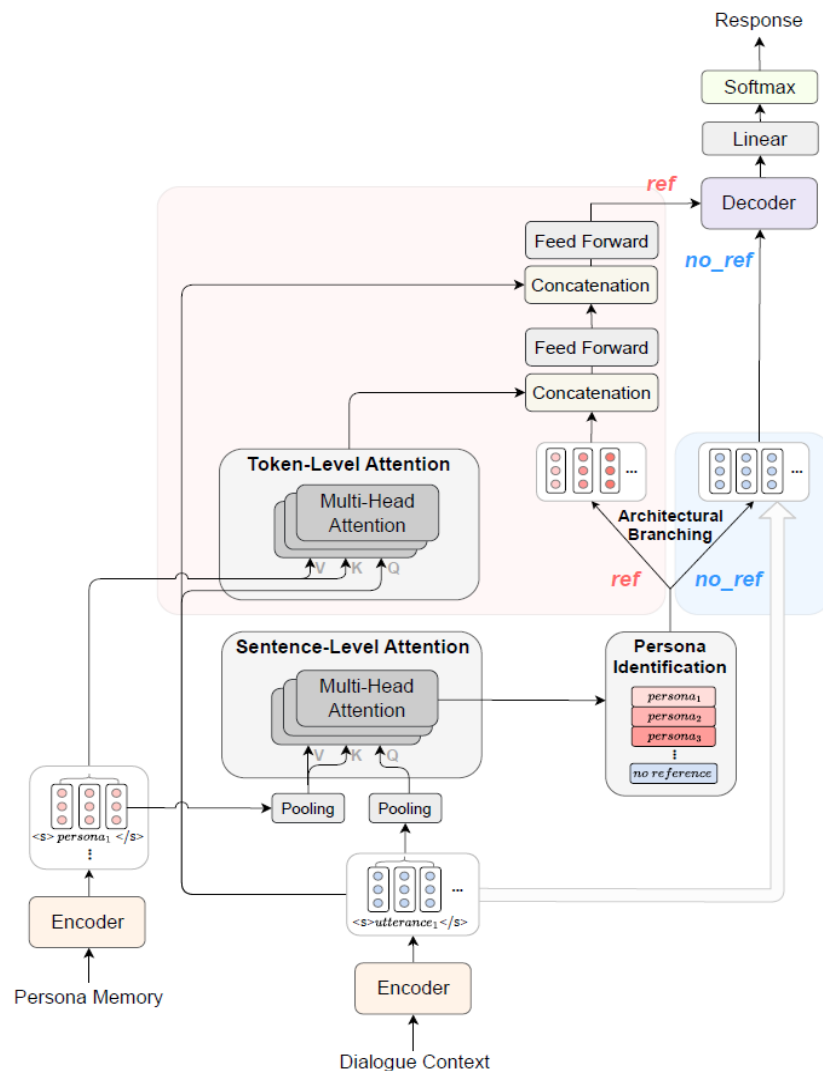 Response
Softmax
Linear
ref
Decoder
Feed Forward
no_ref
Concatenation
Feed Forward
Concatenation
Token-Level Attention
...
...
Multi-Head
Attention
Architectural
Branching
V K Q
ref
no_ref
Sentence-Level Attention
Persona
Identification
Multi-Head
Attention
persona₁
persona₂
persona₃
⋮
V K Q
no reference
Pooling
Pooling
<s> persona₁ </s>
⋮
...
<s>utterance₁</s>
Encoder
Encoder
Persona Memory
Dialogue Context